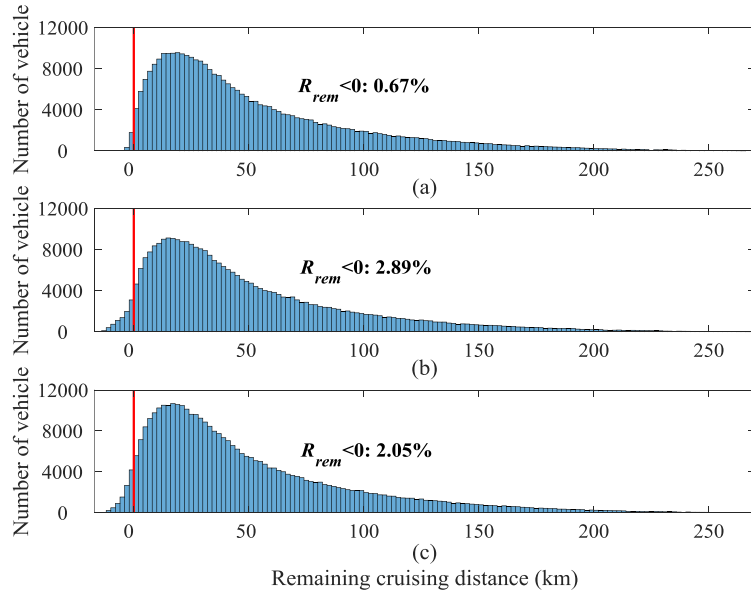 Number of vehicle
12000
8000
4000
0
R_rem<0: 0.67%
0 50 100 150 200 250
(a)
Number of vehicle
12000
8000
4000
0
R_rem<0: 2.89%
0 50 100 150 200 250
(b)
Number of vehicle
12000
8000
4000
0
R_rem<0: 2.05%
0 50 100 150 200 250
(c)
Remaining cruising distance (km)